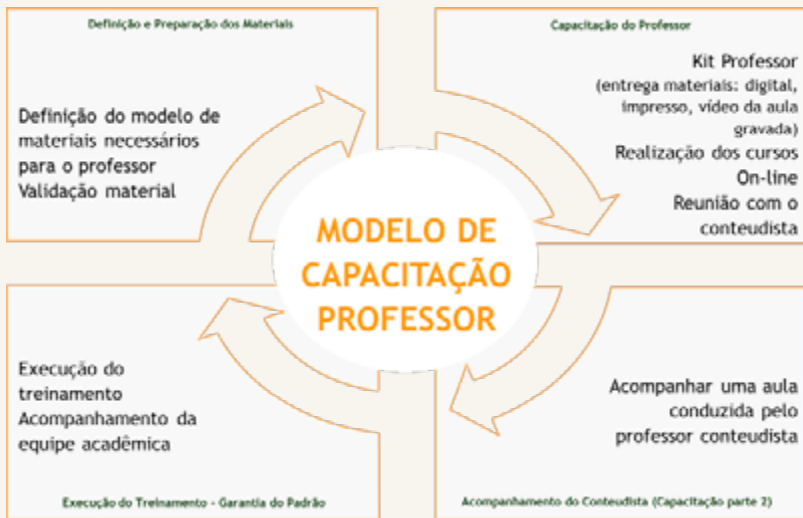 Definição e Preparação dos Materiais
Definição do modelo de
materiais necessários
para o professor
Validação material
Capacitação do Professor
Kit Professor
(entrega materiais: digital,
impresso, vídeo da aula
gravada)
Realização dos cursos
On-line
Reunião com o
conteudista
MODELO DE
CAPACITAÇÃO
PROFESSOR
Execução do
treinamento
Acompanhamento da
equipe acadêmica
Execução do Treinamento - Garantia do Padrão
Acompanhar uma aula
conduzida pelo
professor conteudista
Acompanhamento do Conteudista (Capacitação parte 2)